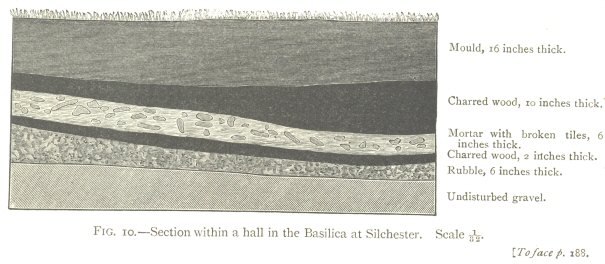 Mould, 16 inches thick.
Charred wood, 10 inches thick.
Mortar with broken tiles, 6
inches thick.
Charred wood, 2 inches thick.
Rubble, 6 inches thick.
Undisturbed gravel.
FIG. 10.—Section within a hall in the Basilica at Silchester. Scale 1/32.
[To face p. 188.